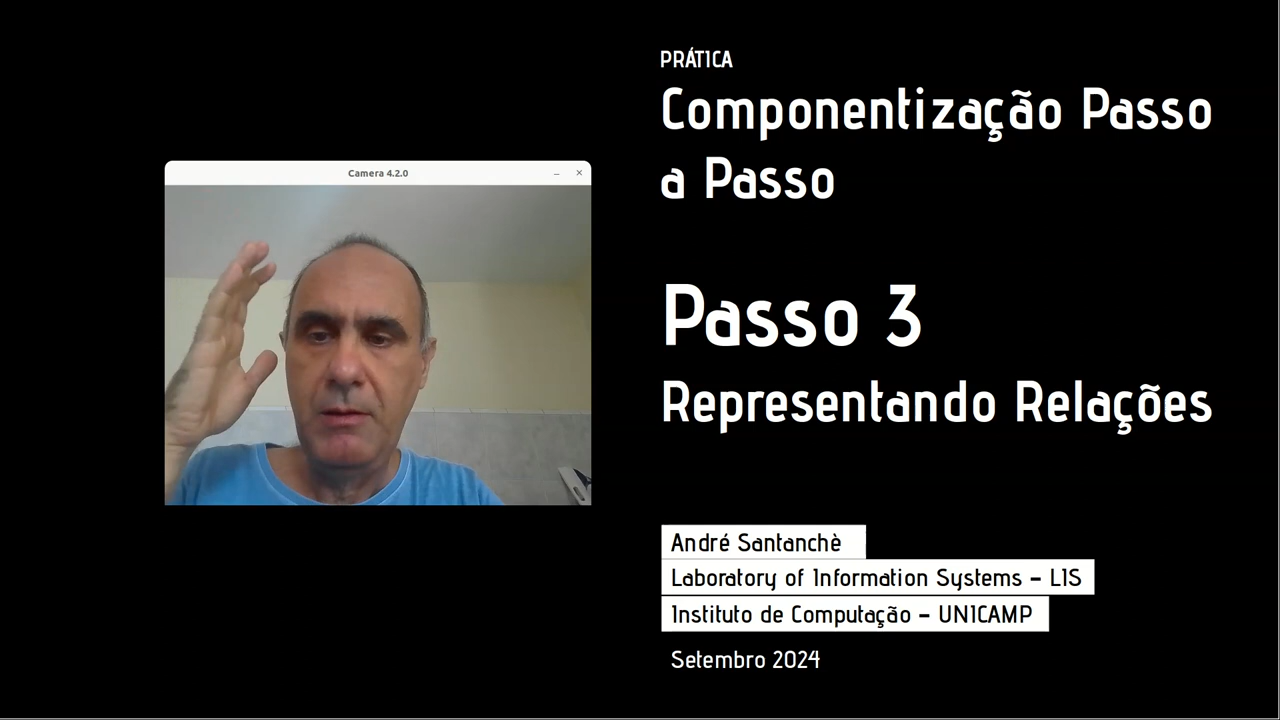 Camera 4.2.0
PRÁTICA
Componentização Passo
a Passo
Passo 3
Representando Relações
André Santanchè
Laboratory of Information Systems – LIS
Instituto de Computação – UNICAMP
Setembro 2024